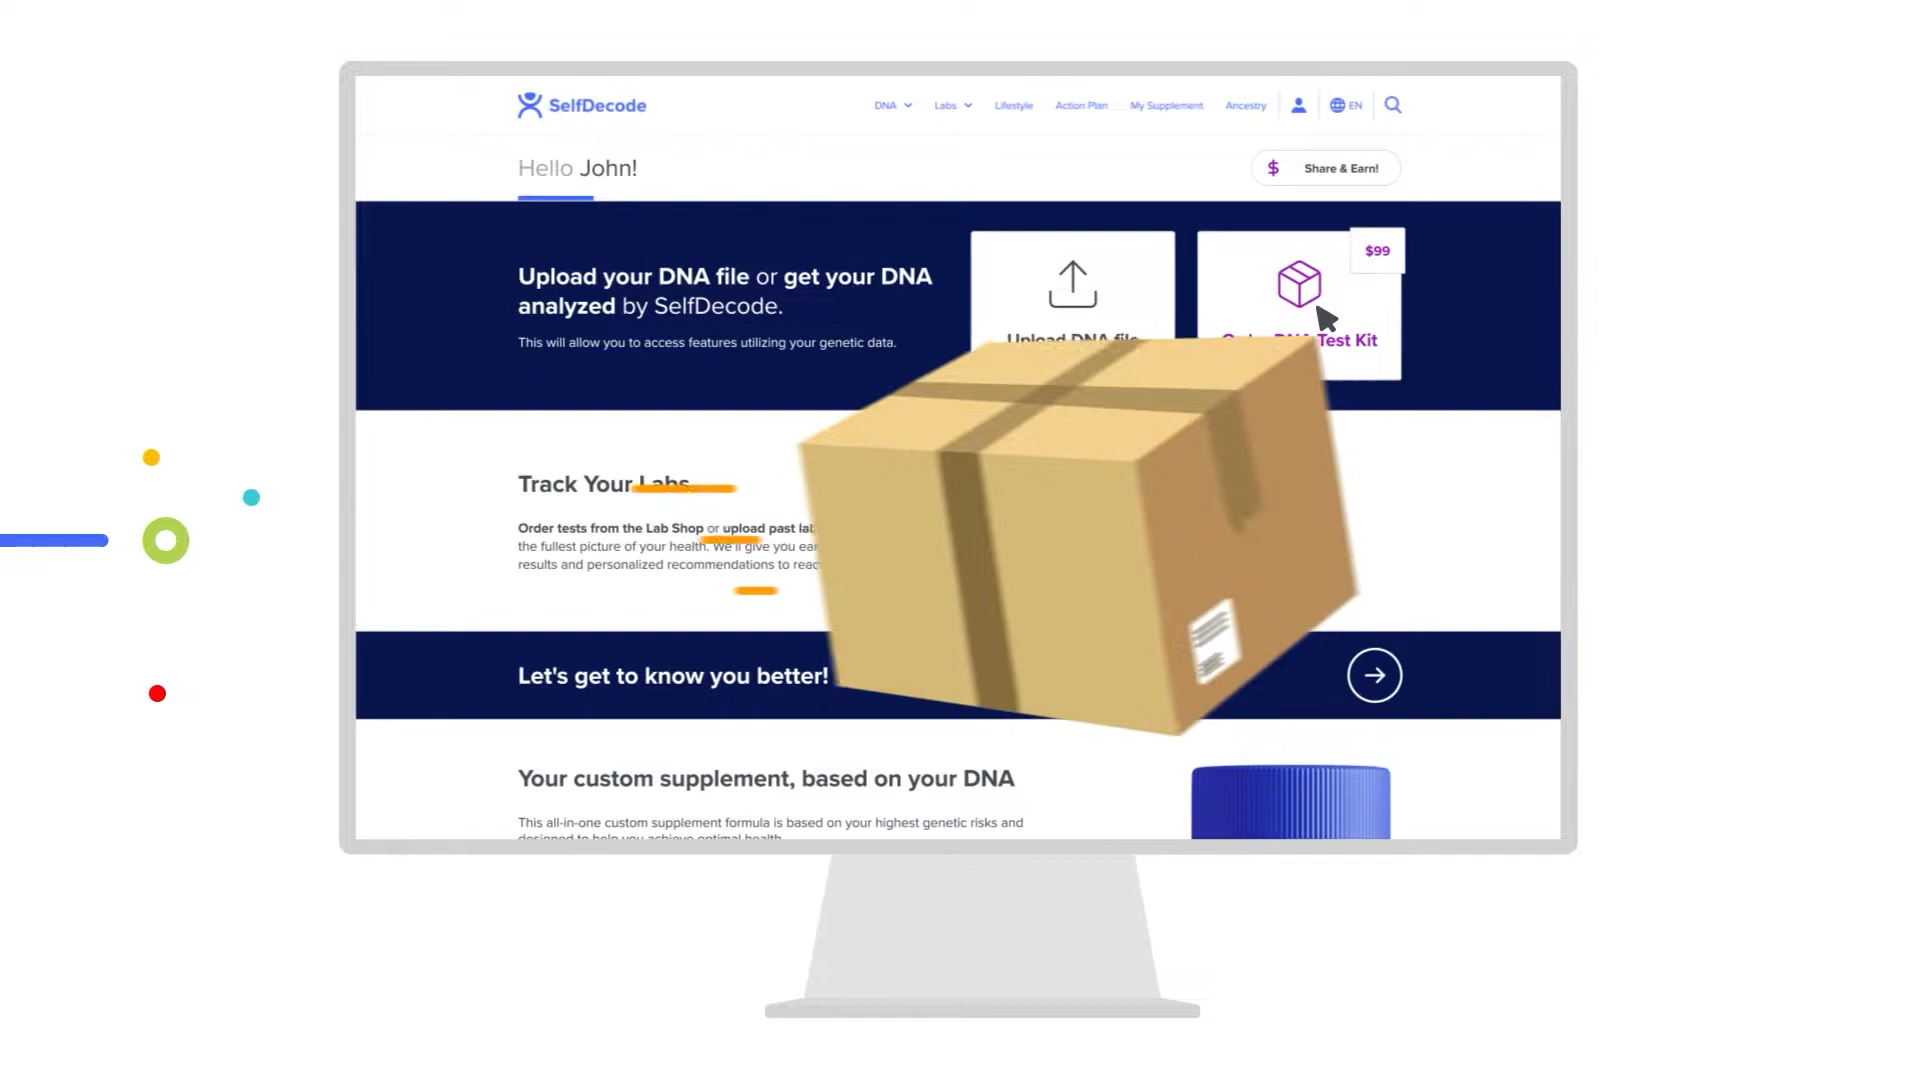 SelfDecode
DNA Labs Lifestyle Action Plan My Supplement Ancestry EN
Hello John!
$ Share & Earn!
$99
Upload your DNA file or get your DNA
analyzed by SelfDecode.
This will allow you to access features utilizing your genetic data.
Upload DNA file
Order DNA Test Kit
Track Your Labs
Order tests from the Lab Shop or upload past
the fullest picture of your health. We'll give you
results and personalized recommendations to
Let's get to know you better!
Your custom supplement, based on your DNA
This all-in-one custom supplement formula is based on your highest genetic risks and
designed to help you achieve optimal health